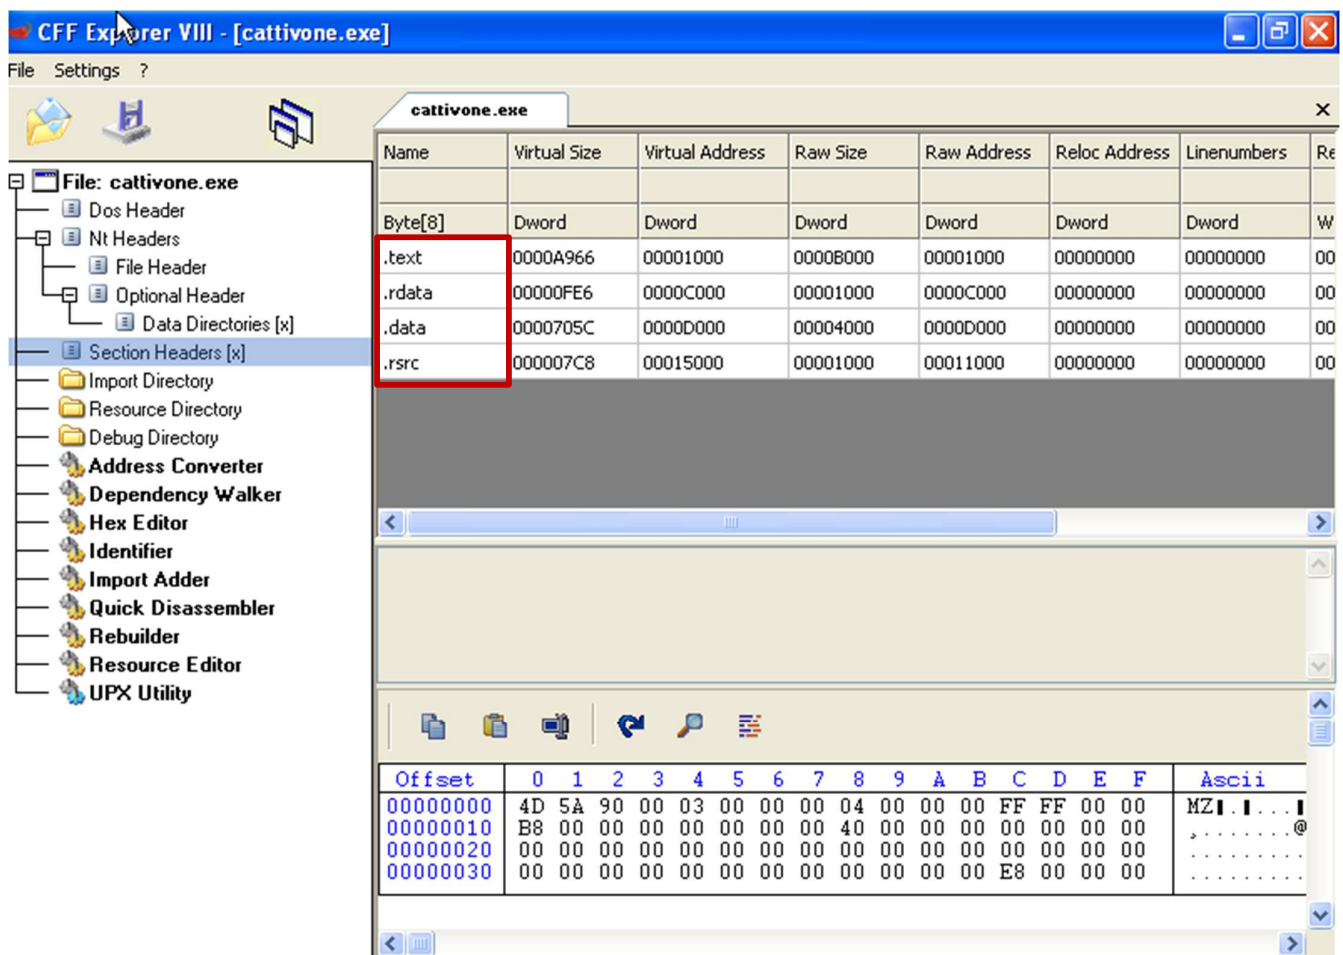 CFF Explorer VIII - [cattivone.exe]
File Settings ?
cattivone.exe
File: cattivone.exe
Dos Header
Nt Headers
File Header
Optional Header
Data Directories [x]
Section Headers [x]
Import Directory
Resource Directory
Debug Directory
Address Converter
Dependency Walker
Hex Editor
Identifier
Import Adder
Quick Disassembler
Rebuilder
Resource Editor
UPX Utility
Name Virtual Size Virtual Address Raw Size Raw Address Reloc Address Linenumbers Re
Byte[8] Dword Dword Dword Dword Dword Dword W
.text 0000A966 00001000 0000B000 00001000 00000000 00000000 00
.rdata 00000FE6 0000C000 00001000 0000C000 00000000 00000000 00
.data 0000705C 0000D000 00004000 0000D000 00000000 00000000 00
.rsrc 000007C8 00015000 00001000 00011000 00000000 00000000 00
Offset 0 1 2 3 4 5 6 7 8 9 A B C D E F Ascii
00000000 4D 5A 90 00 03 00 00 00 04 00 00 00 FF FF 00 00 MZ▮.▮...▮
00000010 B8 00 00 00 00 00 00 00 40 00 00 00 00 00 00 00 ¸.......@
00000020 00 00 00 00 00 00 00 00 00 00 00 00 00 00 00 00 .........
00000030 00 00 00 00 00 00 00 00 00 00 00 00 E8 00 00 00 .........